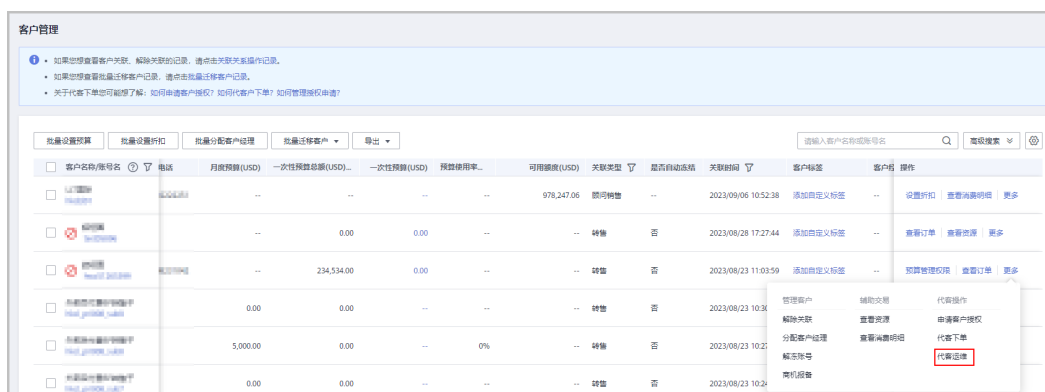 客户管理
• 如果您想查看客户关联、解除关联的记录，请点击关联关系操作记录。
• 如果您想查看批量迁移客户记录，请点击批量迁移客户记录。
• 关于代客下单您可能想了解：如何申请客户授权？如何代客户下单？如何管理授权申请？
批量设置预算 批量设置折扣 批量分配客户经理 批量迁移客户 导出 请输入客户名称或账号名 高级搜索
客户名称/账号名 电话 月度预算(USD) 一次性预算总额(USD)... 一次性预算(USD) 预算使用率... 可用额度(USD) 关联类型 是否自动冻结 关联时间 客户标签 客户经 操作
-- -- -- -- 978,247.06 顾问销售 -- 2023/09/06 10:52:38 添加自定义标签 -- 设置折扣 查看消费明细 更多
-- 0.00 0.00 -- -- 转售 否 2023/08/28 17:27:44 添加自定义标签 -- 查看订单 查看资源 更多
-- 234,534.00 0.00 -- -- 转售 否 2023/08/23 11:03:59 添加自定义标签 -- 预算管理权限 查看订单 更多
0.00 0.00 -- -- -- 转售 否 2023/08/23 10:30
5,000.00 0.00 -- 0% -- 转售 否 2023/08/23 10:27
0.00 0.00 -- -- -- 转售 否 2023/08/23 10:24
管理客户 辅助交易 代客操作
解除关联 查看资源 申请客户授权
分配客户经理 查看消费明细 代客下单
解冻账号 代客运维
商机报备